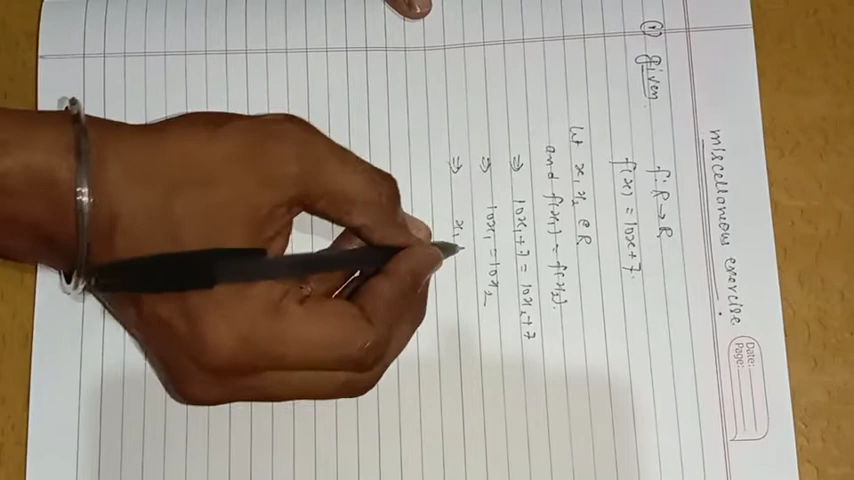 Date:
Page:
miscellaneous exercise.
① given f: R→R
f(x) = 10x+7.
let x₁ x₂ ∈ R
and f(x₁) = f(x₂).
⇒ 10x₁+7 = 10x₂+7
⇒ 10x₁ = 10x₂
⇒ x₁